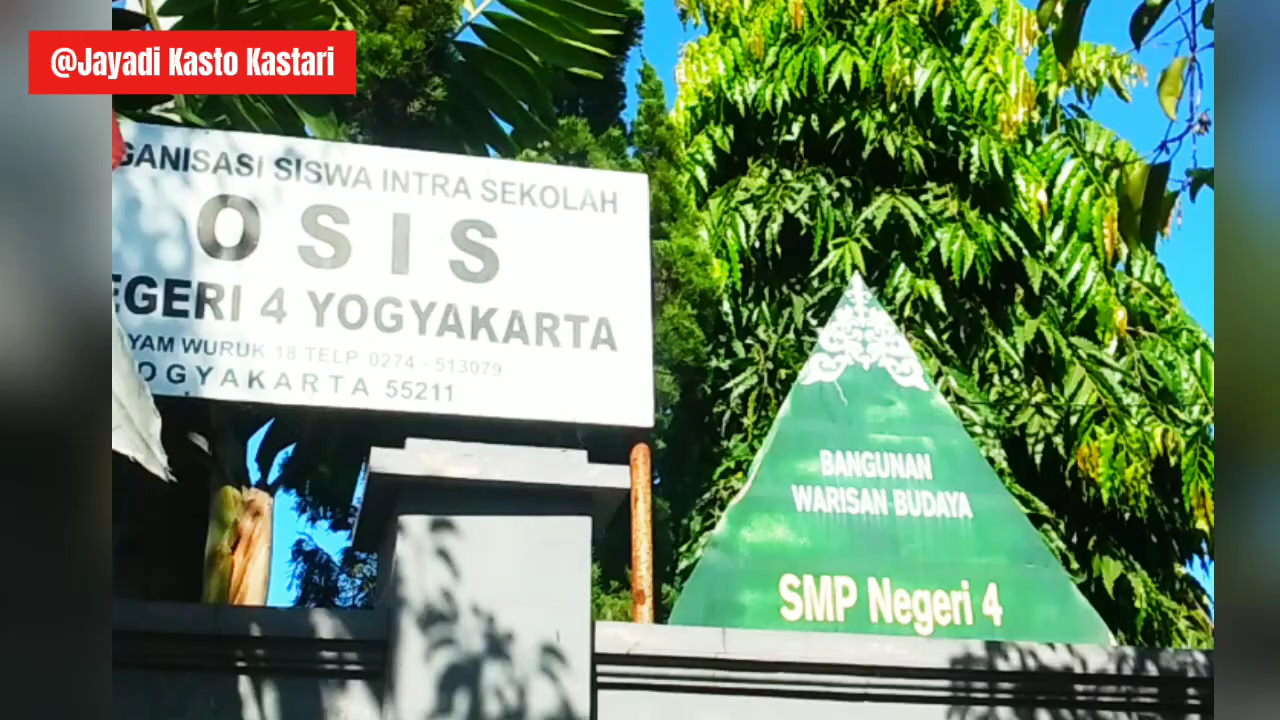 @Jayadi Kasto Kastari
GANISASI SISWA INTRA SEKOLAH
OSIS
EGERI 4 YOGYAKARTA
YAM WURUK 18 TELP 0274 - 513079
OGYAKARTA 55211
BANGUNAN
WARISAN BUDAYA
SMP Negeri 4